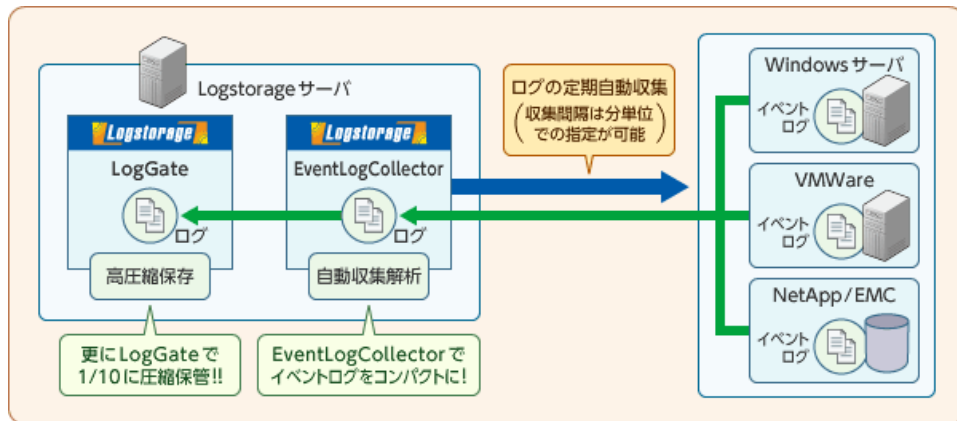 Logstorageサーバ
Logstorage
LogGate
ログ
高圧縮保存
更にLogGateで
1/10に圧縮保管!!
Logstorage
EventLogCollector
ログ
自動収集解析
EventLogCollectorで
イベントログをコンパクトに!
ログの定期自動収集
(収集間隔は分単位
での指定が可能)
Windowsサーバ
イベント
ログ
VMWare
イベント
ログ
NetApp/EMC
イベント
ログ